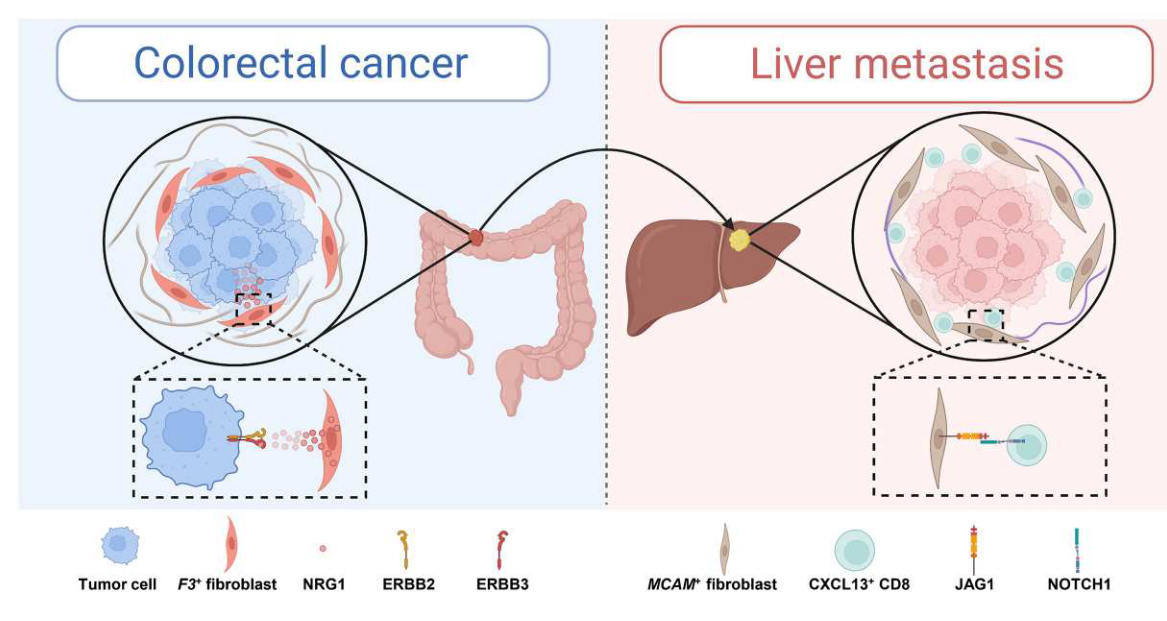 Colorectal cancer
Liver metastasis
Tumor cell
F3⁺ fibroblast
NRG1
ERBB2
ERBB3
MCAM⁺ fibroblast
CXCL13⁺ CD8
JAG1
NOTCH1